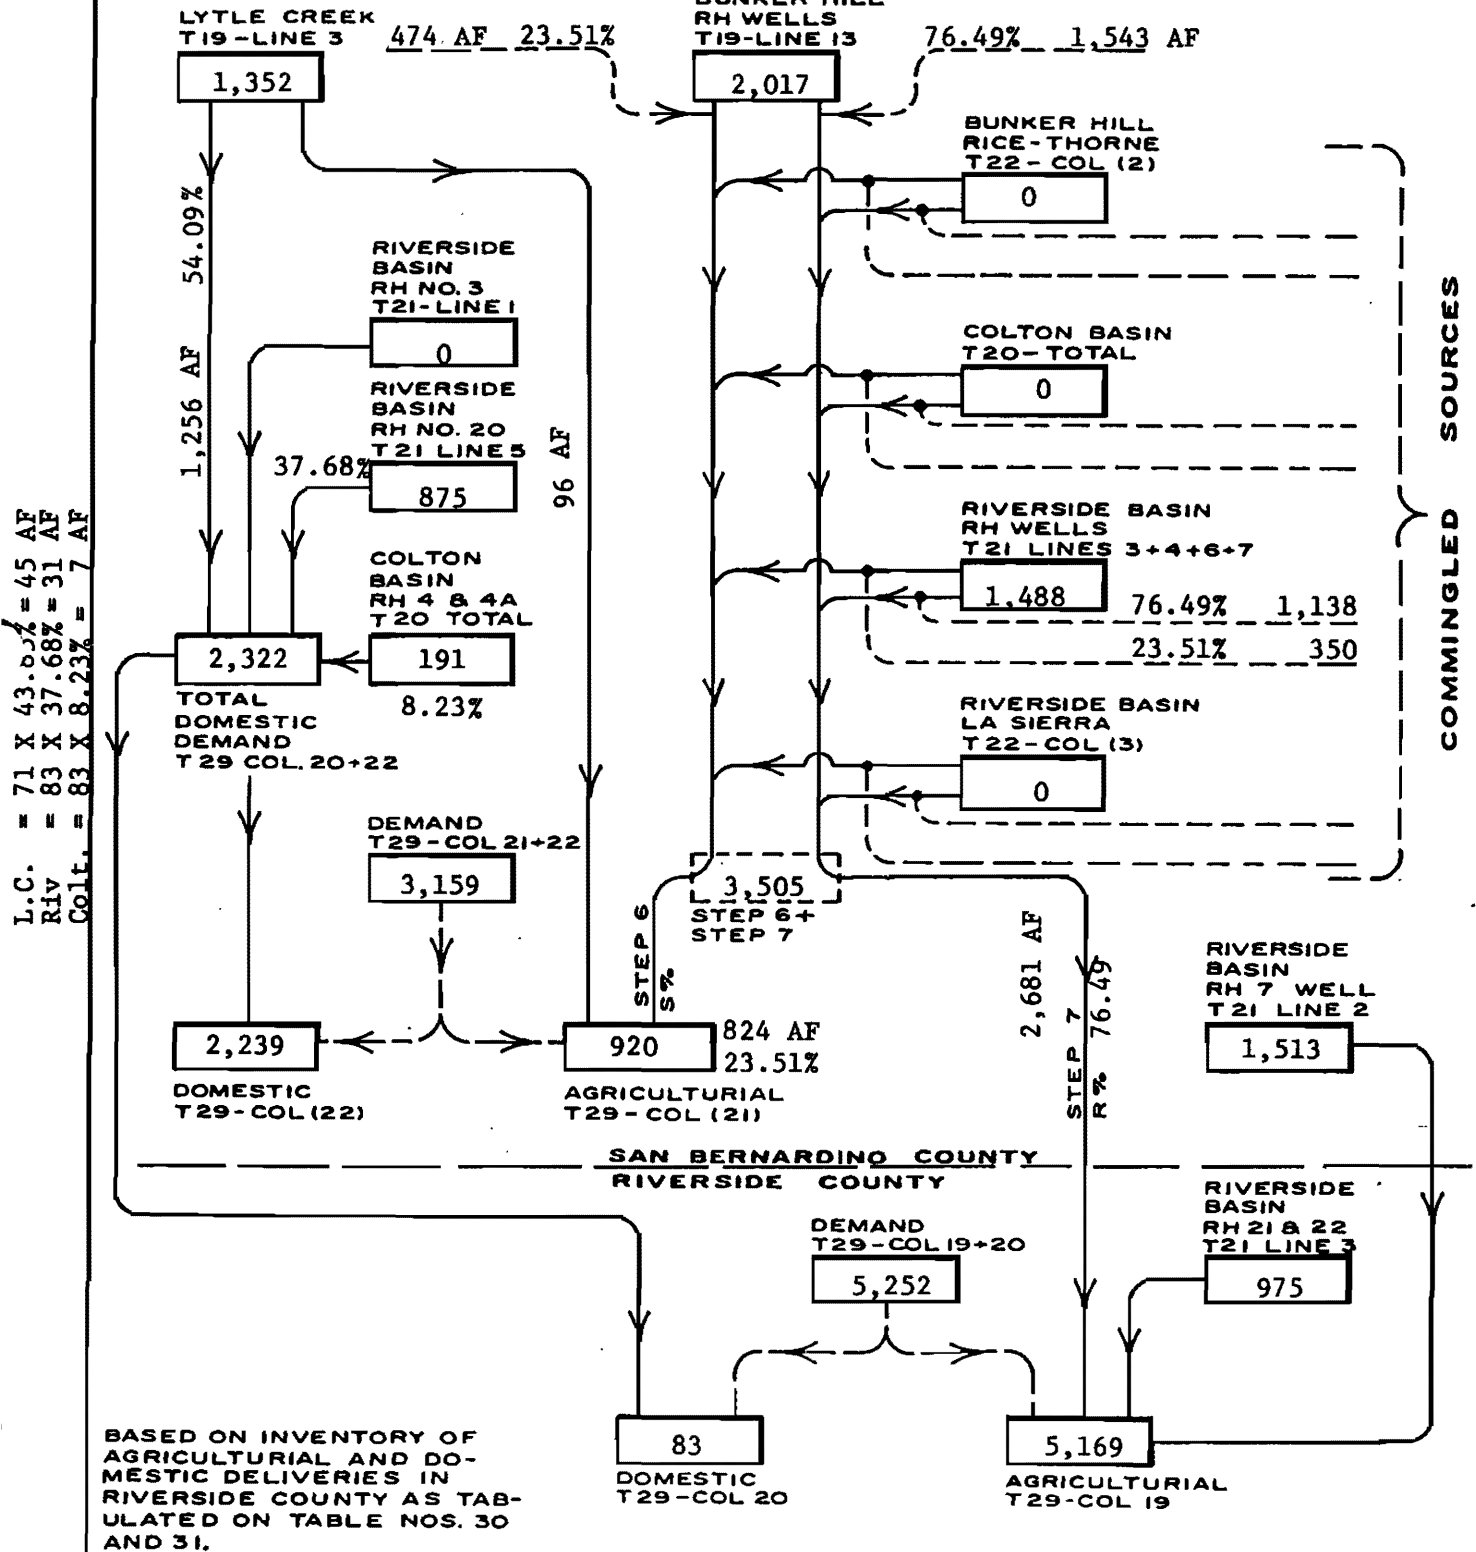 LYTLE CREEK
T19-LINE 3
1,352
474 AF 23.51%
RH WELLS
T19-LINE 13
2,017
76.49% 1,543 AF
BUNKER HILL
RICE-THORNE
T22-COL (2)
0
54.09%
1,256 AF
RIVERSIDE
BASIN
RH NO. 3
T21-LINE 1
0
RIVERSIDE
BASIN
RH NO. 20
T21 LINE 5
37.68%
875
96 AF
COLTON BASIN
T20-TOTAL
0
COMMINGLED SOURCES
RIVERSIDE BASIN
RH WELLS
T21 LINES 3+4+6+7
1,488
76.49% 1,138
23.51% 350
COLTON
BASIN
RH 4 & 4A
T20 TOTAL
191
8.23%
2,322
TOTAL
DOMESTIC
DEMAND
T29 COL. 20+22
L.C. = 71 X = 45 AF
Riv = 83 X 37.68% = 31 AF
Colt. = 83 X 8.23% = 7 AF
RIVERSIDE BASIN
LA SIERRA
T22-COL (3)
0
DEMAND
T29-COL 21+22
3,159
3,505
STEP 6+
STEP 7
STEP 6
S%
2,681 AF
STEP 7
R% 76.49
RIVERSIDE
BASIN
RH 7 WELL
T21 LINE 2
1,513
2,239
DOMESTIC
T29-COL (22)
920
824 AF
23.51%
AGRICULTURIAL
T29-COL (21)
SAN BERNARDINO COUNTY
RIVERSIDE COUNTY
RIVERSIDE
BASIN
RH 21 & 22
T21 LINE 3
975
DEMAND
T29-COL 19+20
5,252
83
DOMESTIC
T29-COL 20
5,169
AGRICULTURIAL
T29-COL 19
BASED ON INVENTORY OF
AGRICULTURIAL AND DO-
MESTIC DELIVERIES IN
RIVERSIDE COUNTY AS TAB-
ULATED ON TABLE NOS. 30
AND 31.